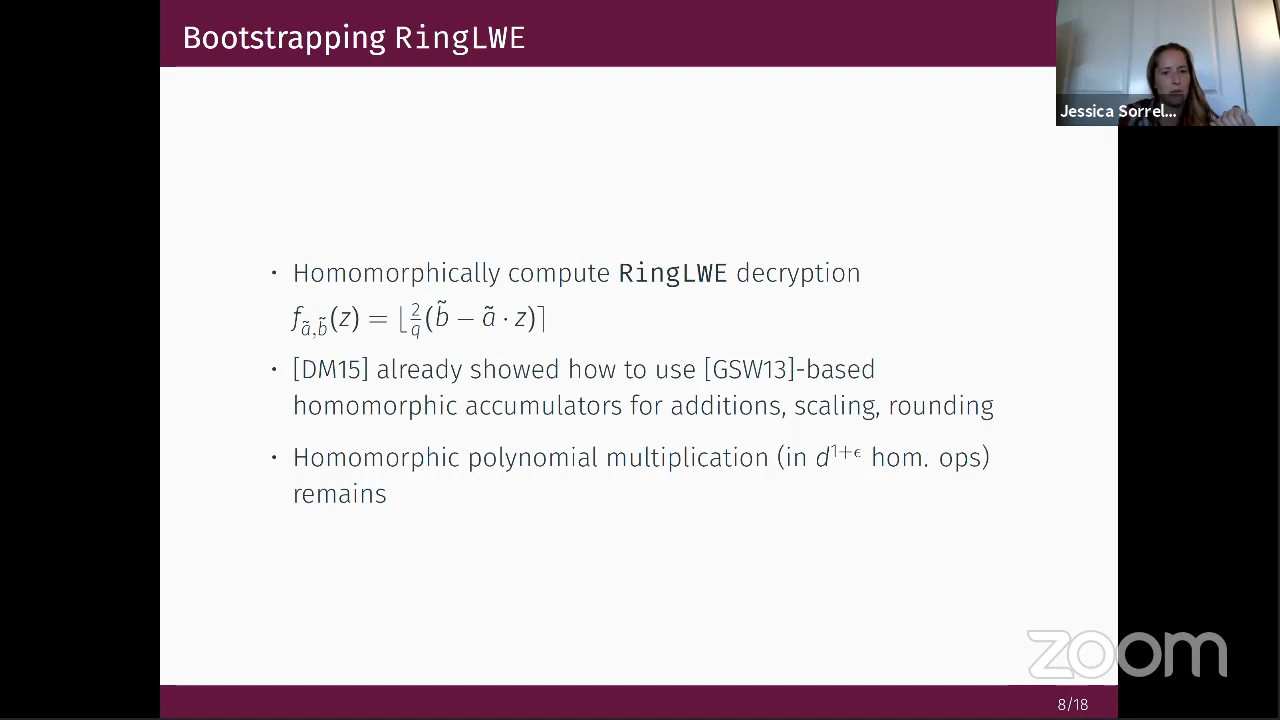 Bootstrapping RingLWE
Jessica Sorrel...
• Homomorphically compute RingLWE decryption
f_{ã,b̃}(z) = ⌊2/q(b̃ − ã · z)⌉
• [DM15] already showed how to use [GSW13]-based
homomorphic accumulators for additions, scaling, rounding
• Homomorphic polynomial multiplication (in d^{1+ϵ} hom. ops)
remains
zoom
8/18